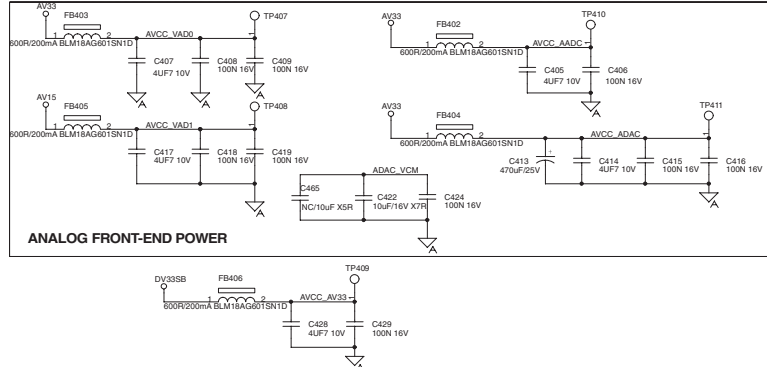 AV33
FB403
TP407
1
2
AVCC_VAD0
1
600R/200mA BLM18AG601SN1D
C407
4UF7 10V
C408
100N 16V
C409
100N 16V
A
A
A
AV15
FB405
TP408
1
2
AVCC_VAD1
1
600R/200mA BLM18AG601SN1D
C417
4UF7 10V
C418
100N 16V
C419
100N 16V
A
AV33
FB402
TP410
1
2
AVCC_AADC
1
600R/200mA BLM18AG601SN1D
C405
4UF7 10V
C406
100N 16V
A
AV33
FB404
TP411
1
2
AVCC_ADAC
1
600R/200mA BLM18AG601SN1D
+
C413
470uF/25V
C414
4UF7 10V
C415
100N 16V
C416
100N 16V
A
ADAC_VCM
C465
NC/10uF X5R
C422
10uF/16V X7R
C424
100N 16V
A
ANALOG FRONT-END POWER
DV33SB
FB406
TP409
1
2
AVCC_AV33
1
600R/200mA BLM18AG601SN1D
C428
4UF7 10V
C429
100N 16V
A